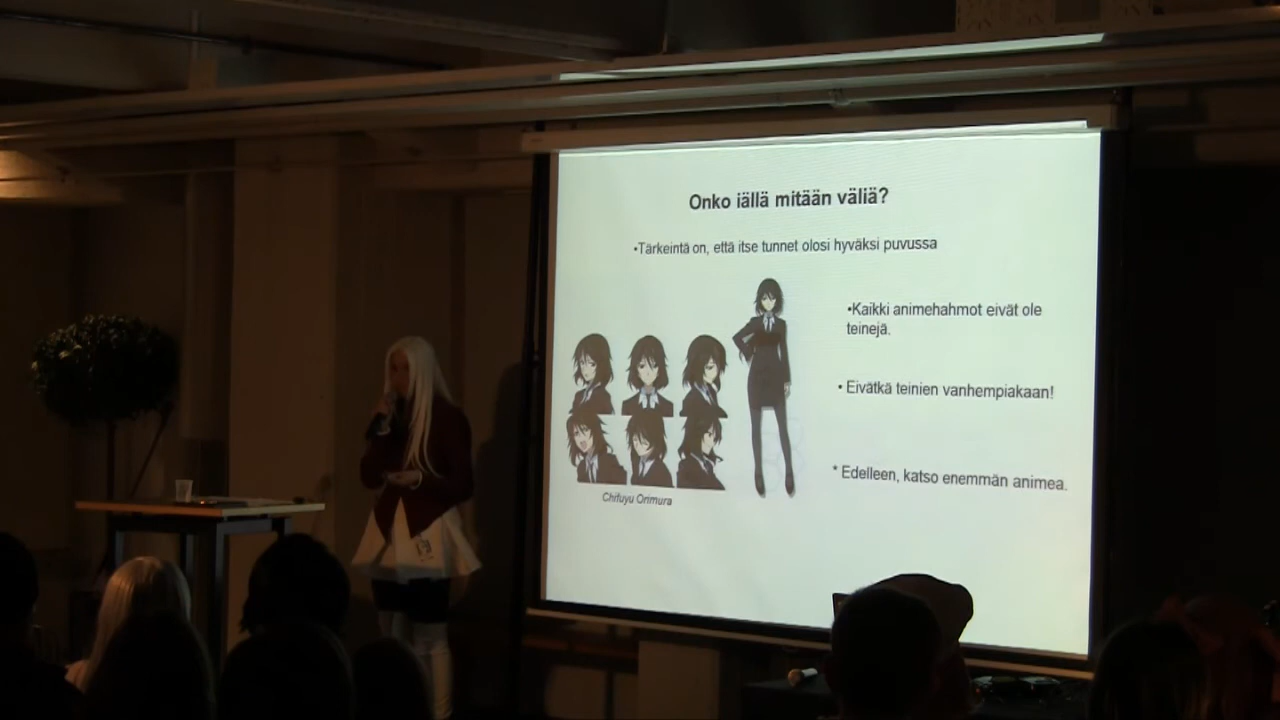 Onko iällä mitään väliä?
•Tärkeintä on, että itse tunnet olosi hyväksi puvussa
•Kaikki animehahmot eivät ole
teinejä.
• Eivätkä teinien vanhempiakaan!
* Edelleen, katso enemmän animea.
Chifuyu Orimura